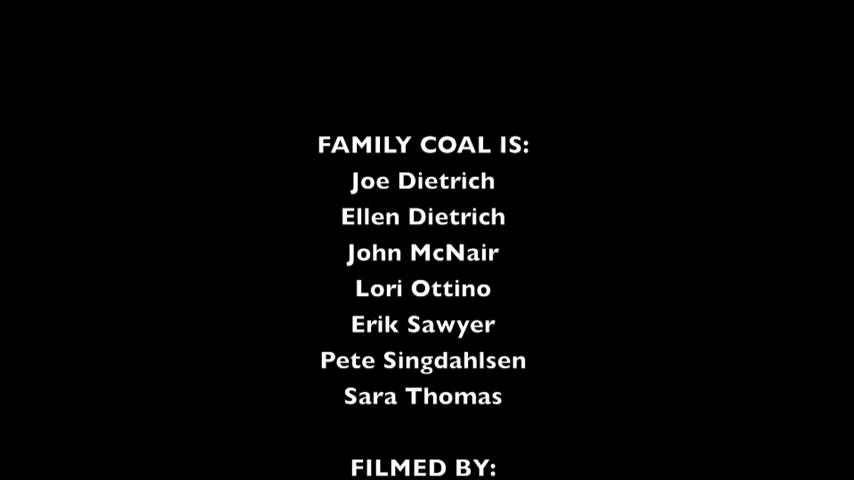 FAMILY COAL IS:
Joe Dietrich
Ellen Dietrich
John McNair
Lori Ottino
Erik Sawyer
Pete Singdahlsen
Sara Thomas
FILMED BY: